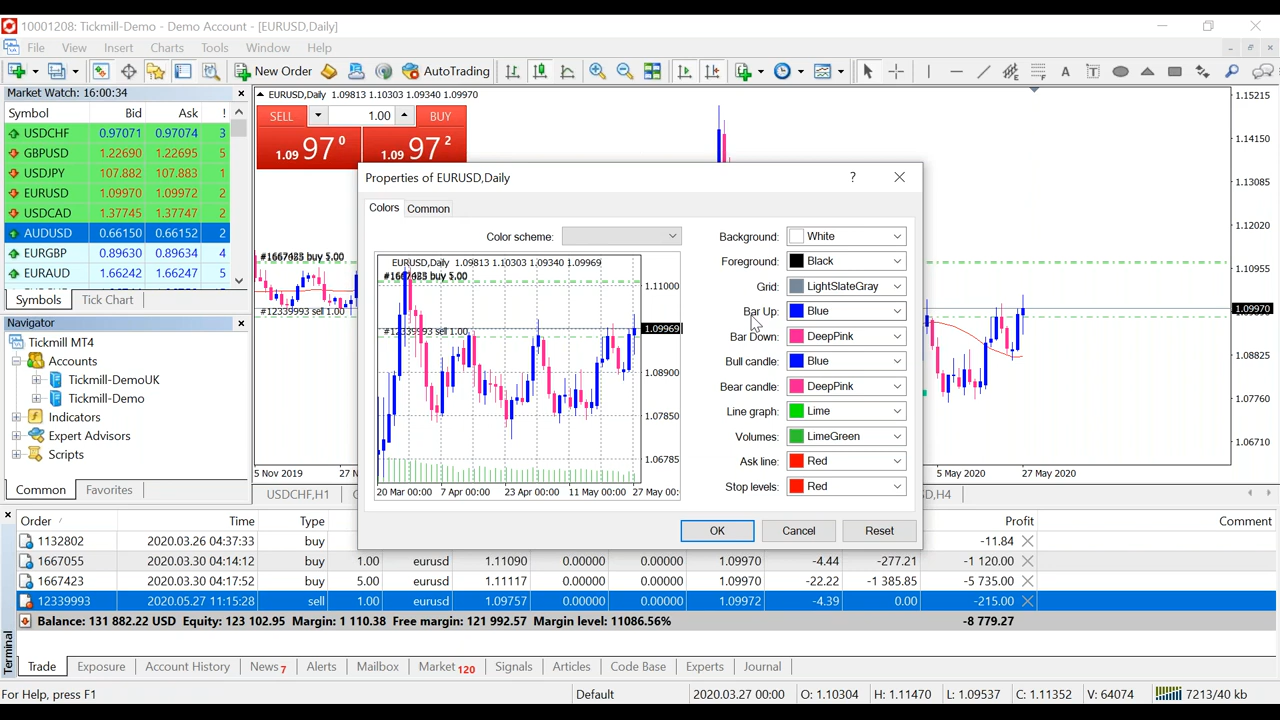 10001208: Tickmill-Demo - Demo Account - [EURUSD,Daily]
File View Insert Charts Tools Window Help
New Order AutoTrading
Market Watch: 16:00:34
Symbol Bid Ask !
USDCHF 0.97071 0.97074 3
GBPUSD 1.22690 1.22695 5
USDJPY 107.882 107.883 1
EURUSD 1.09970 1.09972 2
USDCAD 1.37745 1.37747 2
AUDUSD 0.66150 0.66152 2
EURGBP 0.89630 0.89634 4
EURAUD 1.66242 1.66247 5
Symbols Tick Chart
Navigator
Tickmill MT4
Accounts
Tickmill-DemoUK
Tickmill-Demo
Indicators
Expert Advisors
Scripts
Common Favorites
EURUSD,Daily 1.09813 1.10303 1.09340 1.09970
SELL 1.00 BUY
1.09 97 0 1.09 97 2
buy 5.00
#12339993 sell 1.00
1.15215
1.14150
1.13085
1.12020
1.10955
1.09970
1.08825
1.07760
1.06710
5 Nov 2019 27 N 5 May 2020 27 May 2020
USDCHF,H1 D,H4
Properties of EURUSD,Daily ?
Colors Common
Color scheme:
EURUSD,Daily 1.09813 1.10303 1.09340 1.09969
buy 5.00
#12339993 sell 1.00
1.11000
1.09969
1.08900
1.07850
1.06785
20 Mar 00:00 7 Apr 00:00 23 Apr 00:00 11 May 00:00 27 May 00:
Background: White
Foreground: Black
Grid: LightSlateGray
Bar Up: Blue
Bar Down: DeepPink
Bull candle: Blue
Bear candle: DeepPink
Line graph: Lime
Volumes: LimeGreen
Ask line: Red
Stop levels: Red
OK Cancel Reset
Order / Time Type Profit Comment
1132802 2020.03.26 04:37:33 buy -11.84
1667055 2020.03.30 04:14:12 buy 1.00 eurusd 1.11090 0.00000 0.00000 1.09970 -4.44 -277.21 -1 120.00
1667423 2020.03.30 04:17:52 buy 5.00 eurusd 1.11117 0.00000 0.00000 1.09970 -22.22 -1 385.85 -5 735.00
12339993 2020.05.27 11:15:28 sell 1.00 eurusd 1.09757 0.00000 0.00000 1.09972 -4.39 0.00 -215.00
Balance: 131 882.22 USD Equity: 123 102.95 Margin: 1 110.38 Free margin: 121 992.57 Margin level: 11086.56% -8 779.27
Terminal
Trade Exposure Account History News 7 Alerts Mailbox Market 120 Signals Articles Code Base Experts Journal
For Help, press F1 Default 2020.03.27 00:00 O: 1.10304 H: 1.11470 L: 1.09537 C: 1.11352 V: 64074 7213/40 kb